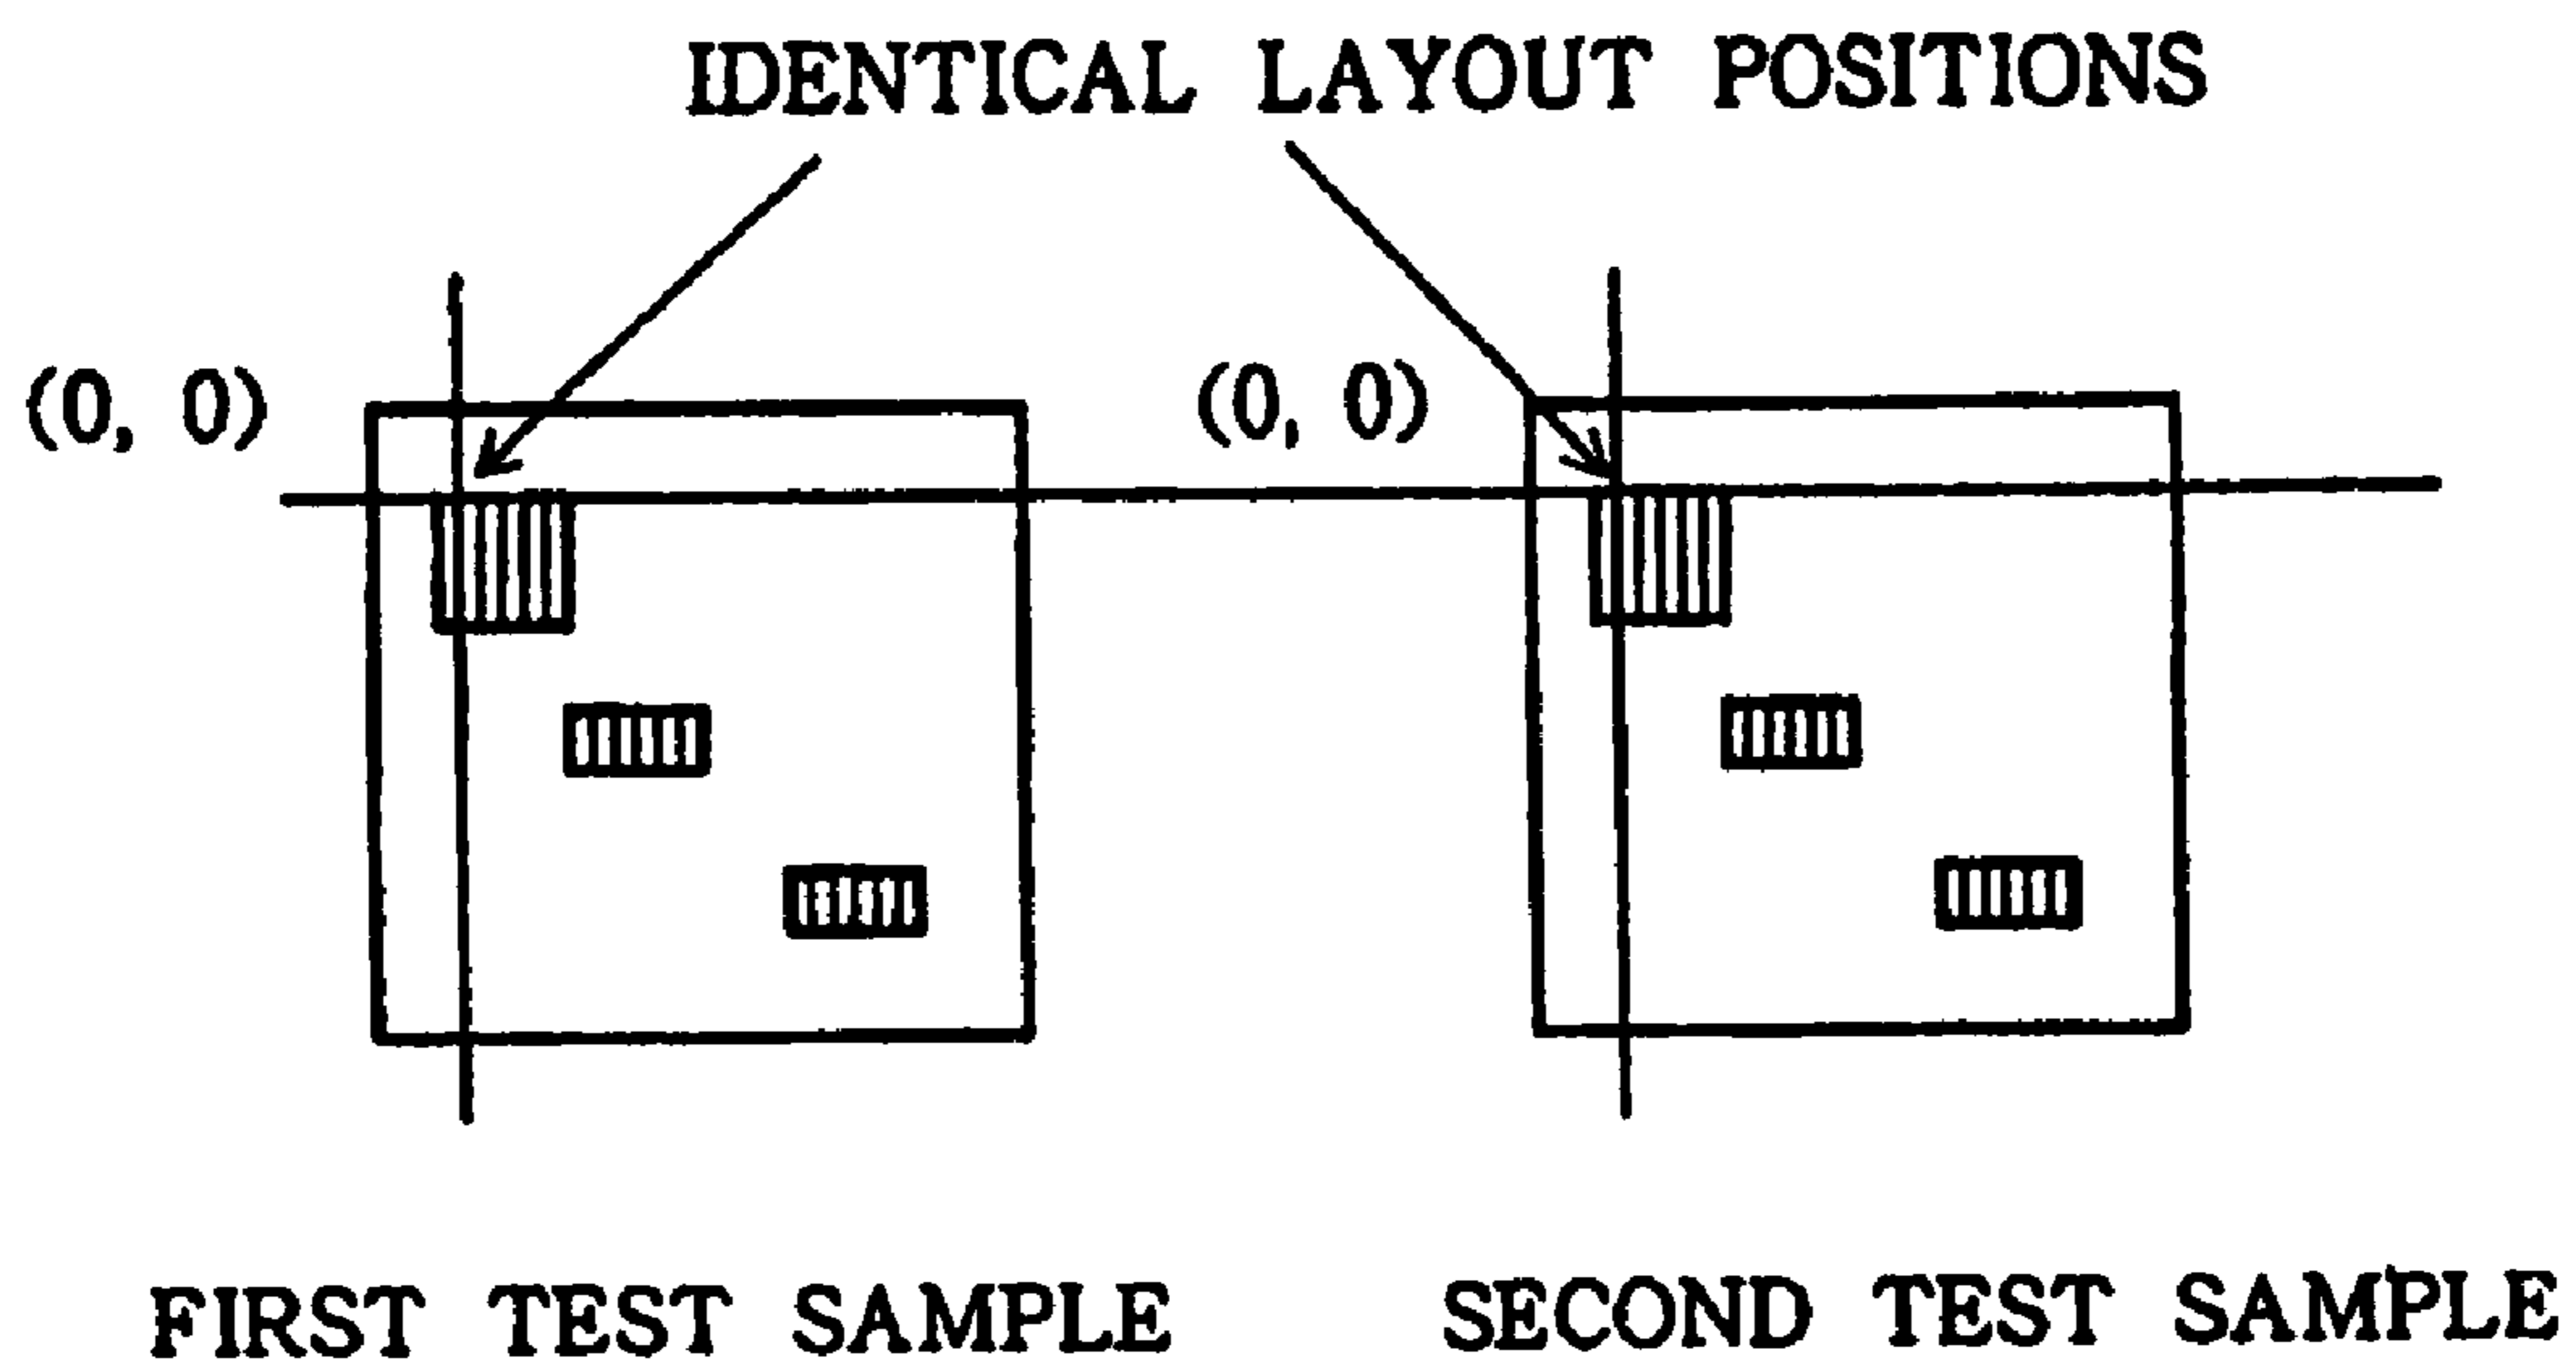 IDENTICAL LAYOUT POSITIONS
(0, 0)
(0, 0)
FIRST TEST SAMPLE
SECOND TEST SAMPLE